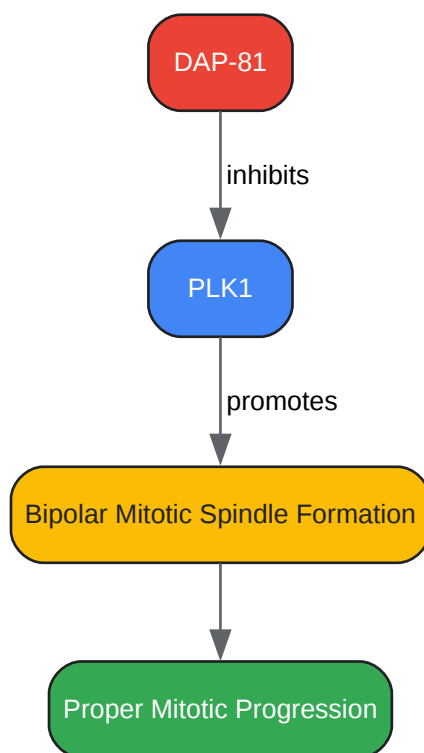 DAP-81
inhibits
PLK1
promotes
Bipolar Mitotic Spindle Formation
Proper Mitotic Progression